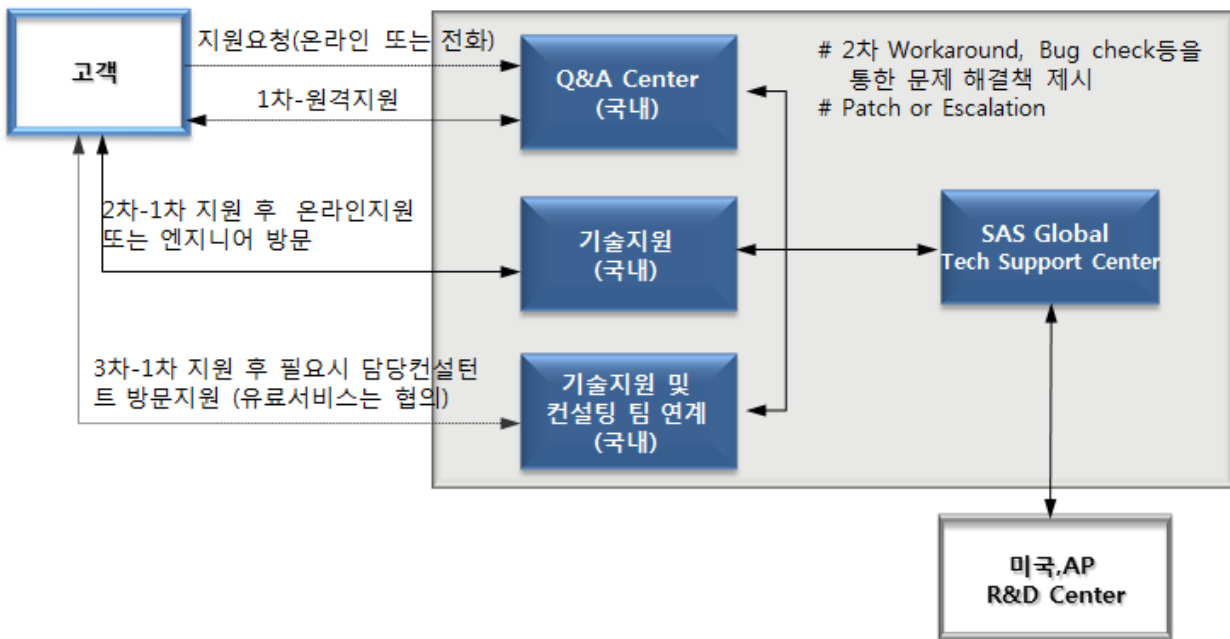 고객
지원요청(온라인 또는 전화)
1차-원격지원
Q&A Center
(국내)
# 2차 Workaround, Bug check등을
통한 문제 해결책 제시
# Patch or Escalation
2차-1차 지원 후 온라인지원
또는 엔지니어 방문
기술지원
(국내)
SAS Global
Tech Support Center
3차-1차 지원 후 필요시 담당컨설턴
트 방문지원 (유료서비스는 협의)
기술지원 및
컨설팅 팀 연계
(국내)
미국,AP
R&D Center